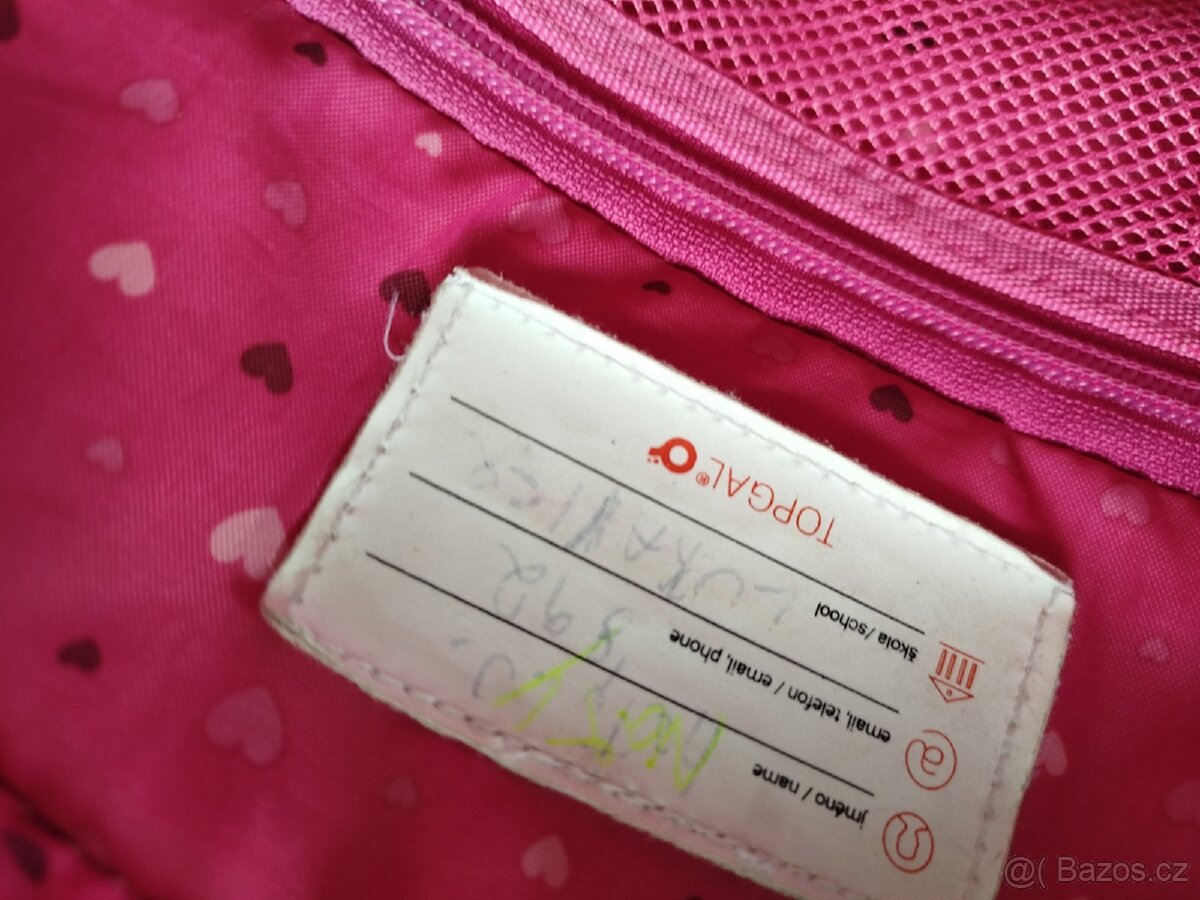 jméno / name
email, telefon / email, phone
škola / school
LUKAVICE
TOPGAL®
@( Bazos.cz